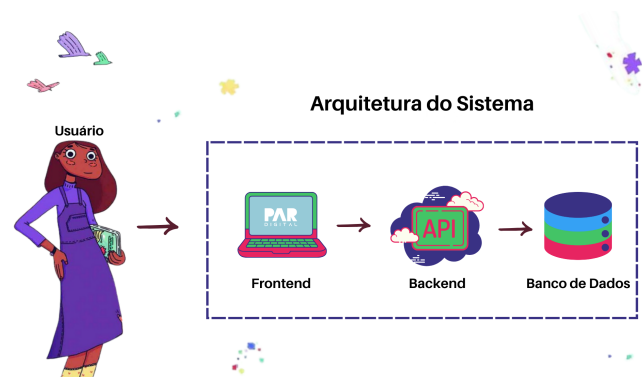 Arquitetura do Sistema
Usuário
PAR
DIGITAL
API
Frontend
Backend
Banco de Dados